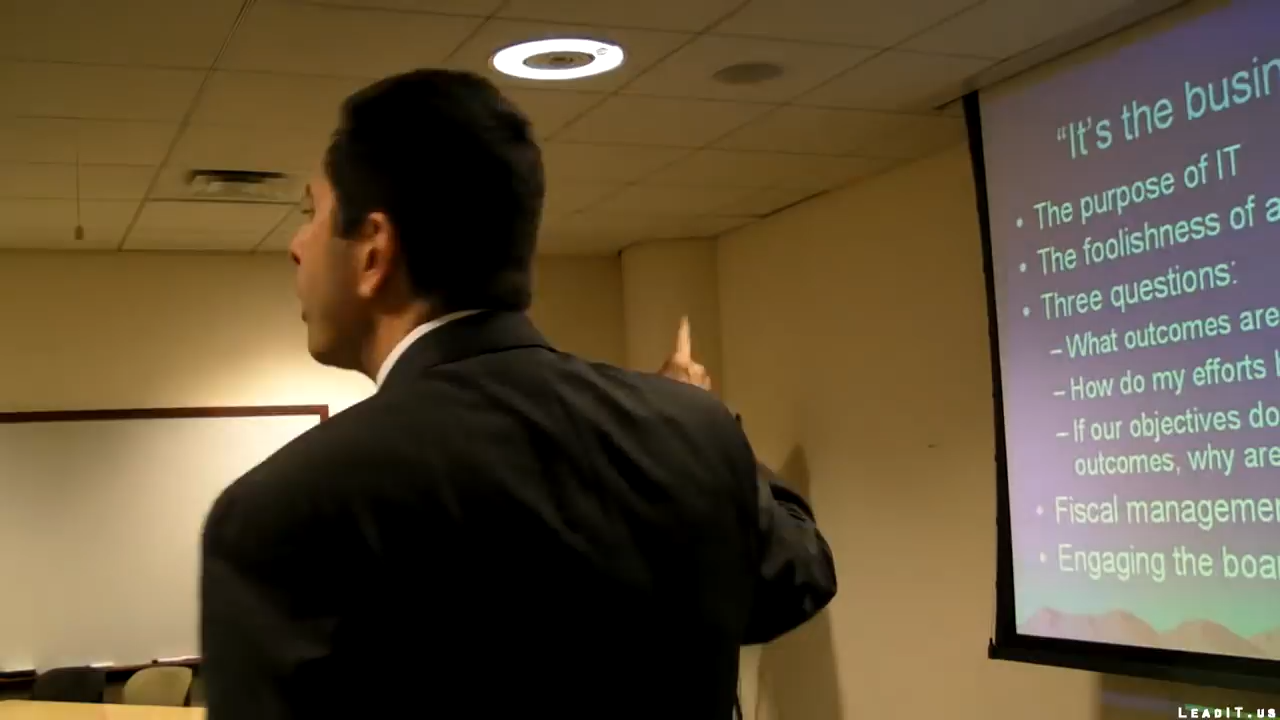 "It's the busin
• The purpose of IT
• The foolishness of a
• Three questions:
– What outcomes are
– How do my efforts
– If our objectives do
outcomes, why are
• Fiscal managemen
• Engaging the boar
LeadIT.us